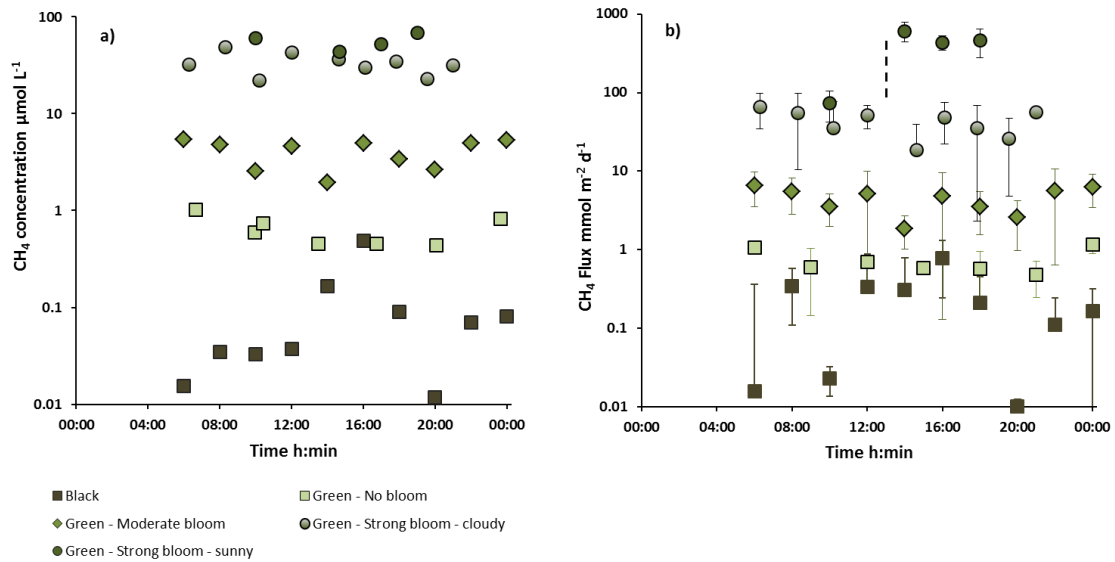 a)
CH₄ concentration µmol L⁻¹
100
10
1
0.1
0.01
00:00 04:00 08:00 12:00 16:00 20:00 00:00
Time h:min
b)
CH₄ Flux mmol m⁻² d⁻¹
1000
100
10
1
0.1
0.01
00:00 04:00 08:00 12:00 16:00 20:00 00:00
Time h:min
Black
Green - No bloom
Green - Moderate bloom
Green - Strong bloom - cloudy
Green - Strong bloom - sunny